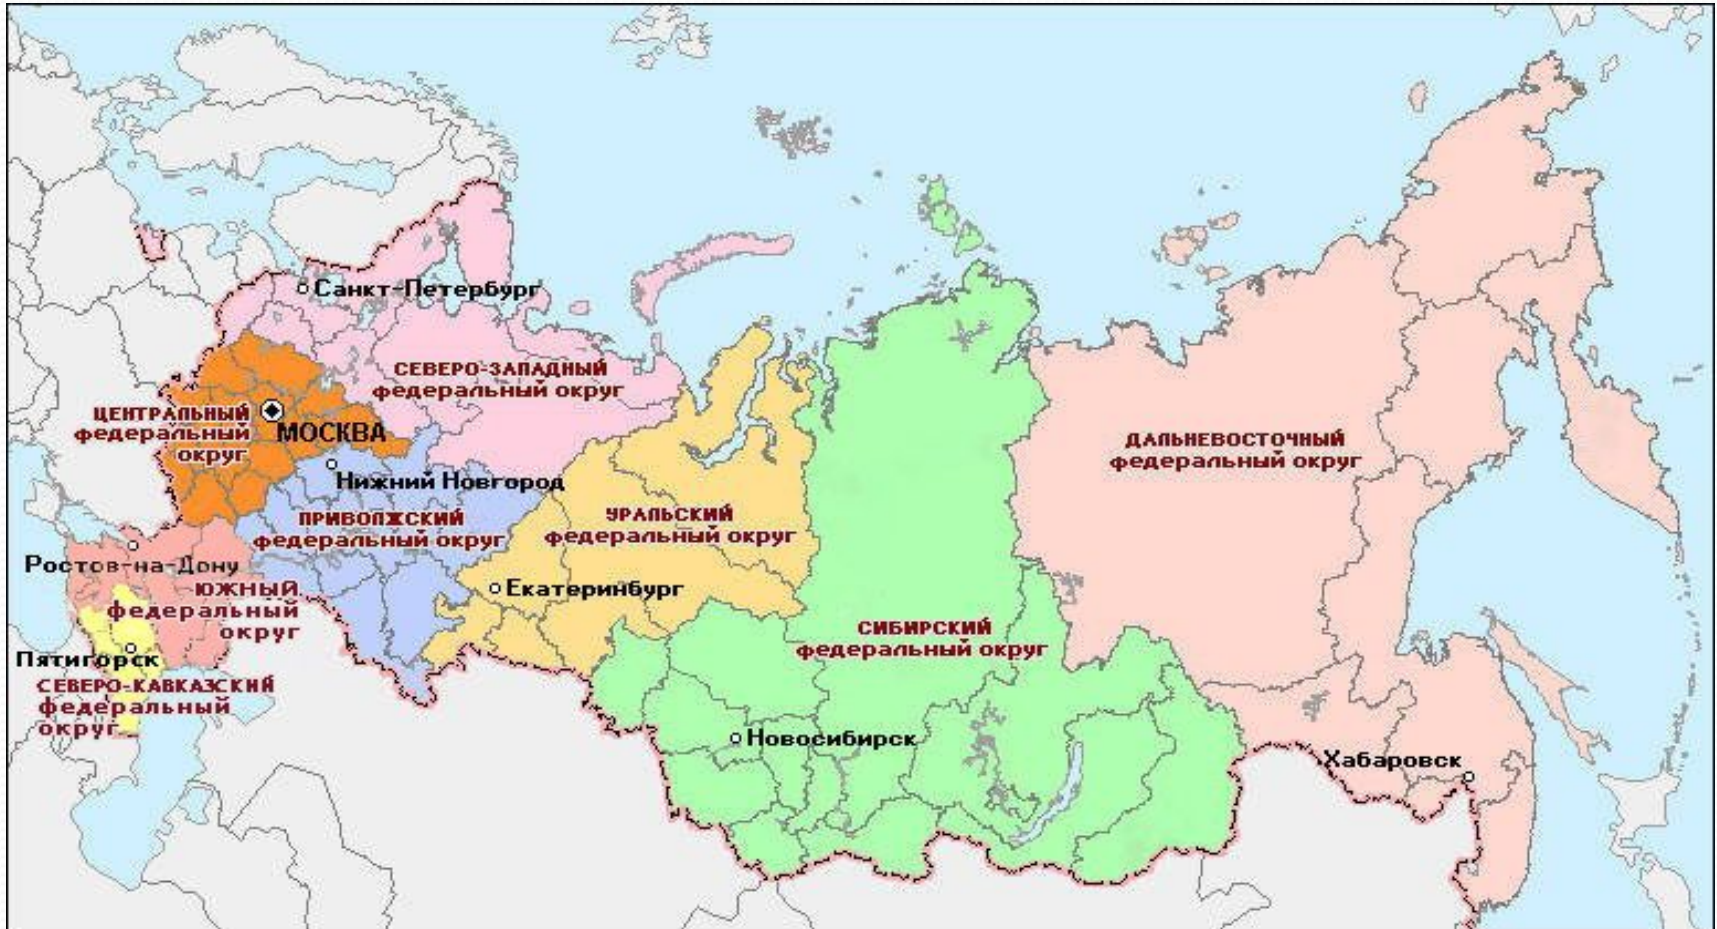 Санкт-Петербург
СЕВЕРО-ЗАПАДНЫЙ
федеральный округ
ЦЕНТРАЛЬНЫЙ
федеральный
округ
МОСКВА
Нижний Новгород
ПРИВОЛЖСКИЙ
федеральный округ
УРАЛЬСКИЙ
федеральный округ
Екатеринбург
ДАЛЬНЕВОСТОЧНЫЙ
федеральный округ
Ростов-на-Дону
ЮЖНЫЙ
федеральный
округ
Пятигорск
СЕВЕРО-КАВКАЗСКИЙ
федеральный
округ
СИБИРСКИЙ
федеральный округ
Новосибирск
Хабаровск